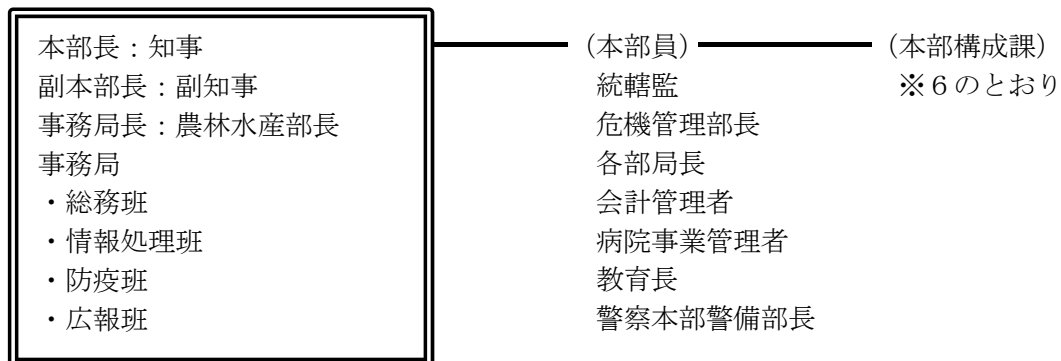 本部長：知事
副本部長：副知事
事務局長：農林水産部長
事務局
・総務班
・情報処理班
・防疫班
・広報班
（本部員）
統轄監
危機管理部長
各部局長
会計管理者
病院事業管理者
教育長
警察本部警備部長
（本部構成課）
※６のとおり